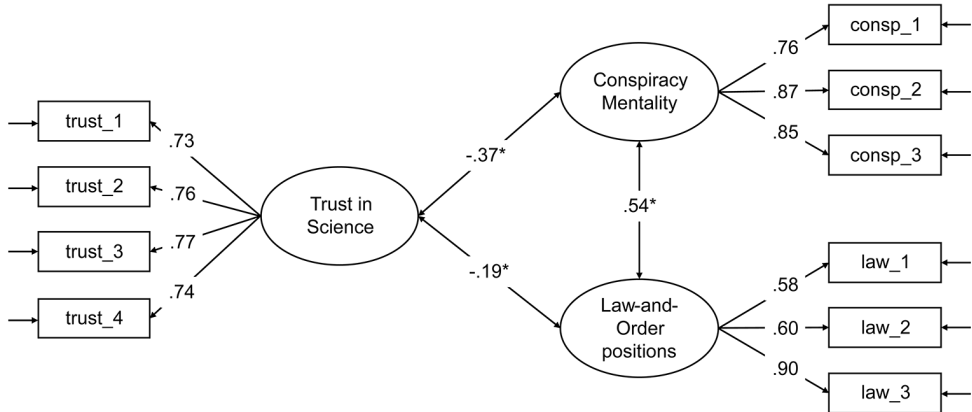 trust_1
trust_2
trust_3
trust_4
.73
.76
.77
.74
Trust in
Science
-.37*
-.19*
Conspiracy
Mentality
.54*
Law-and-
Order
positions
.76
.87
.85
consp_1
consp_2
consp_3
.58
.60
.90
law_1
law_2
law_3